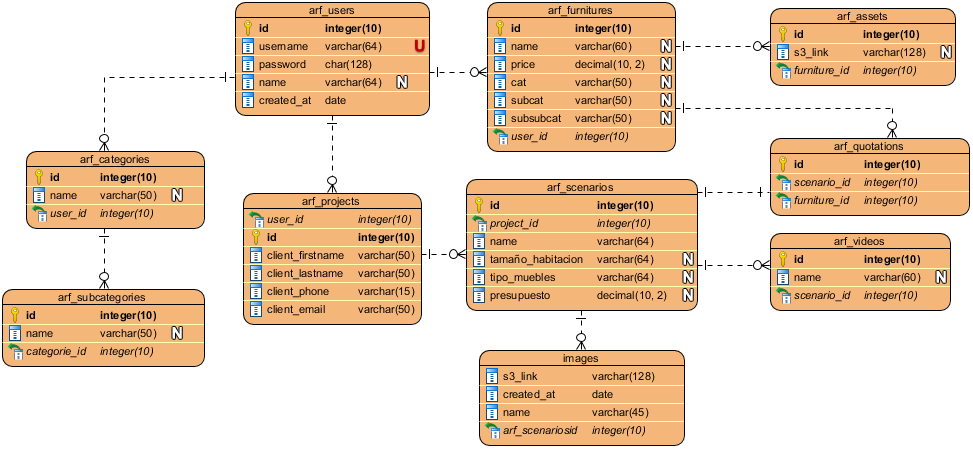 arf_users
id integer(10)
username varchar(64) U
password char(128)
name varchar(64) N
created_at date
arf_furnitures
id integer(10)
name varchar(60) N
price decimal(10, 2) N
cat varchar(50) N
subcat varchar(50) N
subsubcat varchar(50) N
user_id integer(10)
arf_assets
id integer(10)
s3_link varchar(128) N
furniture_id integer(10)
arf_categories
id integer(10)
name varchar(50) N
user_id integer(10)
arf_projects
user_id integer(10)
id integer(10)
client_firstname varchar(50)
client_lastname varchar(50)
client_phone varchar(15)
client_email varchar(50)
arf_scenarios
id integer(10)
project_id integer(10)
name varchar(64)
tamaño_habitacion varchar(64) N
tipo_muebles varchar(64) N
presupuesto decimal(10, 2) N
arf_quotations
id integer(10)
scenario_id integer(10)
furniture_id integer(10)
arf_videos
id integer(10)
name varchar(60) N
scenario_id integer(10)
arf_subcategories
id integer(10)
name varchar(50) N
categorie_id integer(10)
images
s3_link varchar(128)
created_at date
name varchar(45)
arf_scenariosid integer(10)